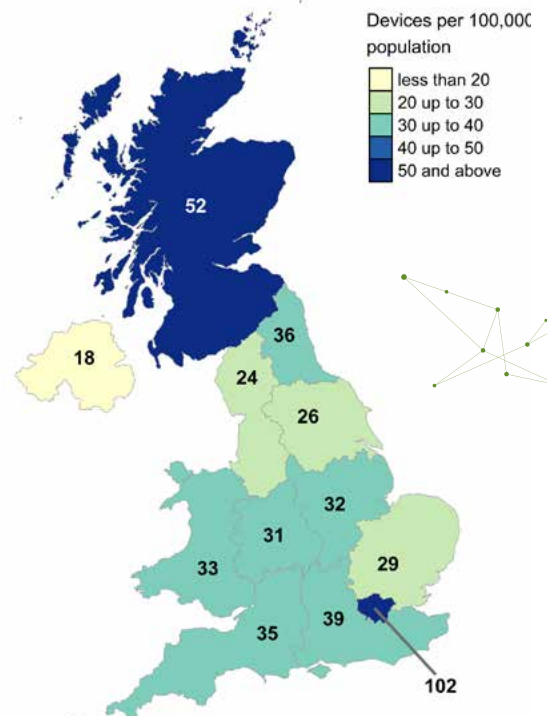 Devices per 100,000
population
less than 20
20 up to 30
30 up to 40
40 up to 50
50 and above
52
18
36
24
26
32
31
33
29
39
35
102